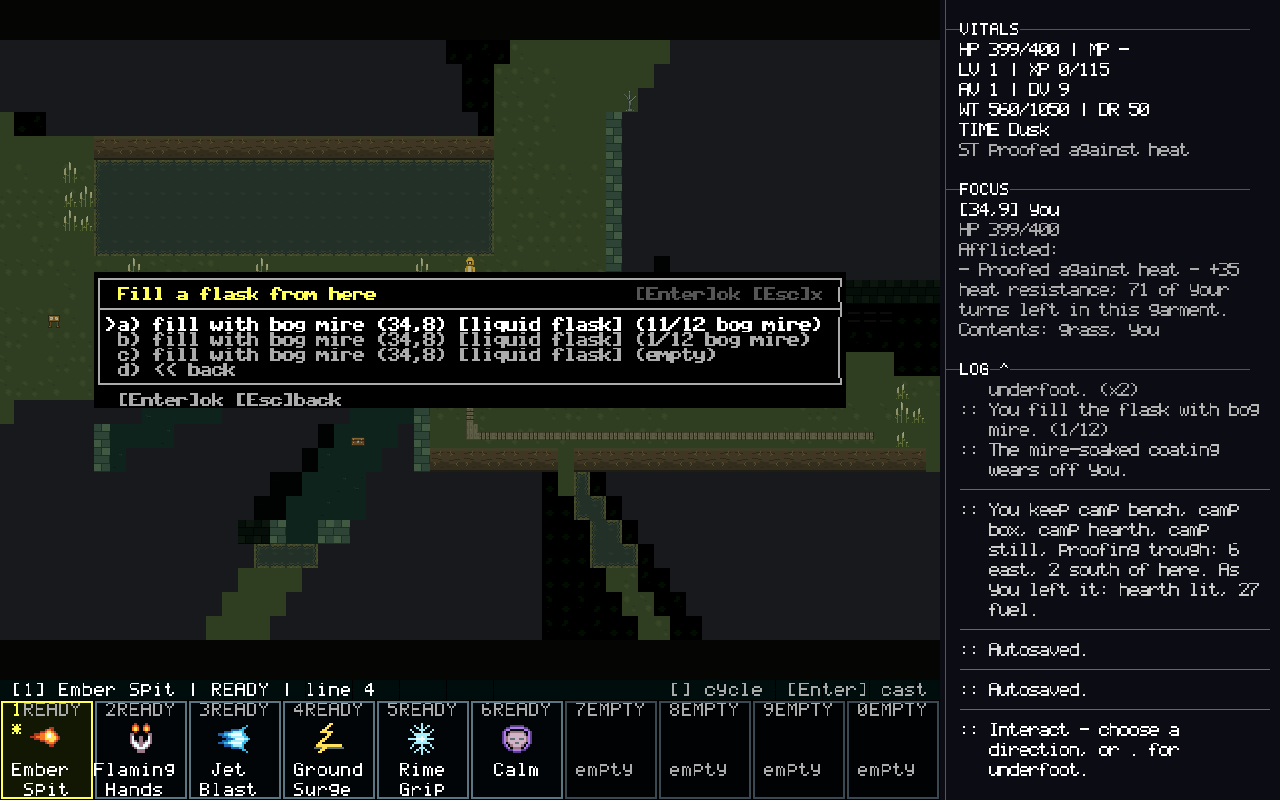 VITALS
HP 399/400 | MP -
LV 1 | XP 0/115
AV 1 | DV 9
WT 560/1050 | DR 50
TIME Dusk
ST Proofed against heat
FOCUS
[34,9] You
HP 399/400
Afflicted:
- Proofed against heat - +35
heat resistance; 71 of your
turns left in this garment.
Contents: grass, you
LOG ^
underfoot. (x2)
:: You fill the flask with bog
mire. (1/12)
:: The mire-soaked coating
wears off you.
:: You keep camp bench, camp
box, camp hearth, camp
still, Proofing trough: 6
east, 2 south of here. As
you left it: hearth lit, 27
fuel.
:: Autosaved.
:: Autosaved.
:: Interact - choose a
direction, or . for
underfoot.
Fill a flask from here [Enter]ok [Esc]x
>a) fill with bog mire (34,8) [liquid flask] (11/12 bog mire)
b) fill with bog mire (34,8) [liquid flask] (1/12 bog mire)
c) fill with bog mire (34,8) [liquid flask] (empty)
d) << back
[Enter]ok [Esc]back
[1] Ember Spit | READY | line 4 [] cycle [Enter] cast
1READY 2READY 3READY 4READY 5READY 6READY 7EMPTY 8EMPTY 9EMPTY 0EMPTY
*
Ember Flaming Jet Ground Rime Calm empty empty empty empty
Spit Hands Blast Surge Grip